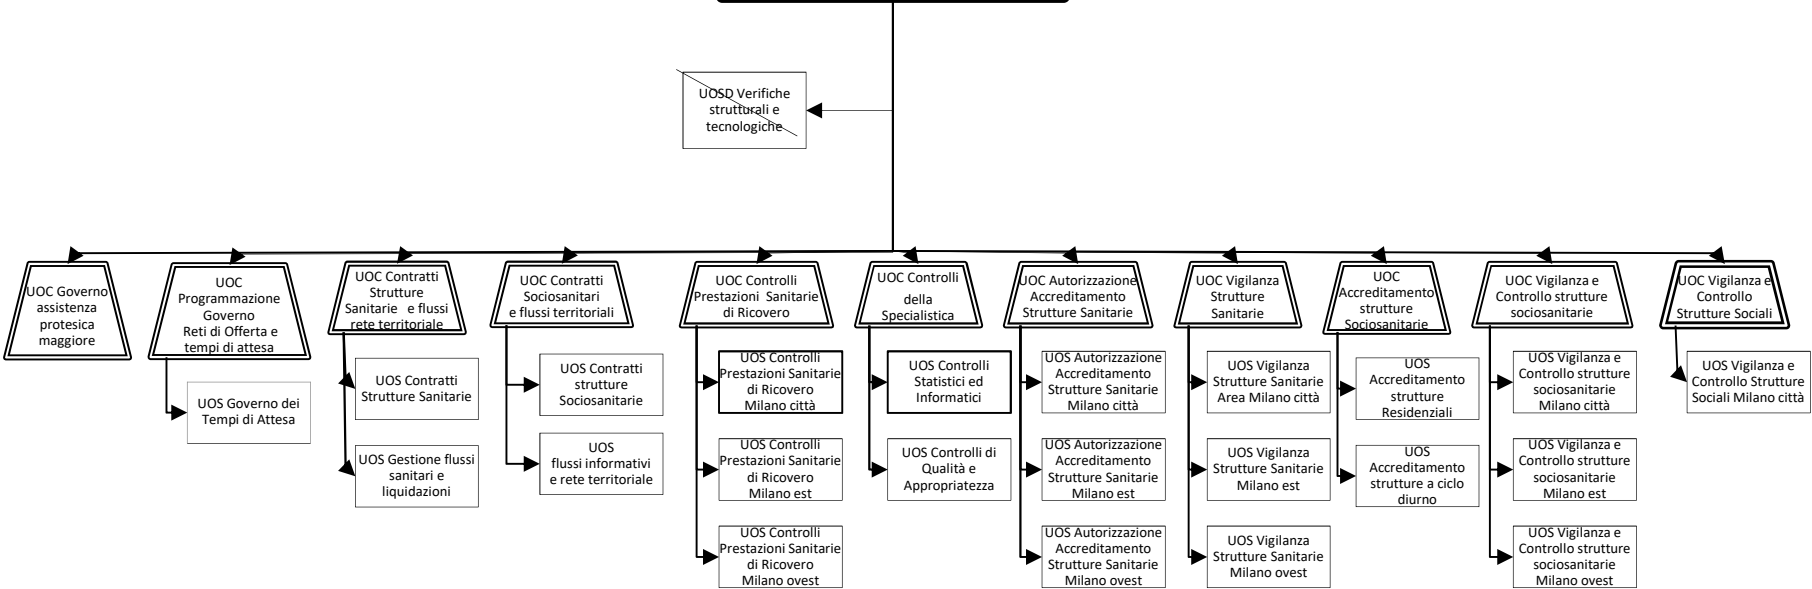 UOSD Verifiche
strutturali e
tecnologiche
UOC Governo
assistenza
protesica
maggiore
UOC
Programmazione
Governo
Reti di Offerta e
tempi di attesa
UOC Contratti
Strutture
Sanitarie e flussi
rete territoriale
UOC Contratti
Sociosanitari
e flussi territoriali
UOC Controlli
Prestazioni Sanitarie
di Ricovero
UOC Controlli
della
Specialistica
UOC Autorizzazione
Accreditamento
Strutture Sanitarie
UOC Vigilanza
Strutture
Sanitarie
UOC
Accreditamento
strutture
Sociosanitarie
UOC Vigilanza e
Controllo strutture
sociosanitarie
UOC Vigilanza e
Controllo
Strutture Sociali
UOS Governo dei
Tempi di Attesa
UOS Contratti
Strutture Sanitarie
UOS Gestione flussi
sanitari e
liquidazioni
UOS Contratti
strutture
Sociosanitarie
UOS
flussi informativi
e rete territoriale
UOS Controlli
Prestazioni Sanitarie
di Ricovero
Milano città
UOS Controlli
Prestazioni Sanitarie
di Ricovero
Milano est
UOS Controlli
Prestazioni Sanitarie
di Ricovero
Milano ovest
UOS Controlli
Statistici ed
Informatici
UOS Controlli di
Qualità e
Appropriatezza
UOS Autorizzazione
Accreditamento
Strutture Sanitarie
Milano città
UOS Autorizzazione
Accreditamento
Strutture Sanitarie
Milano est
UOS Autorizzazione
Accreditamento
Strutture Sanitarie
Milano ovest
UOS Vigilanza
Strutture Sanitarie
Area Milano città
UOS Vigilanza
Strutture Sanitarie
Milano est
UOS Vigilanza
Strutture Sanitarie
Milano ovest
UOS
Accreditamento
strutture
Residenziali
UOS
Accreditamento
strutture a ciclo
diurno
UOS Vigilanza e
Controllo strutture
sociosanitarie
Milano città
UOS Vigilanza e
Controllo strutture
sociosanitarie
Milano est
UOS Vigilanza e
Controllo strutture
sociosanitarie
Milano ovest
UOS Vigilanza e
Controllo Strutture
Sociali Milano città